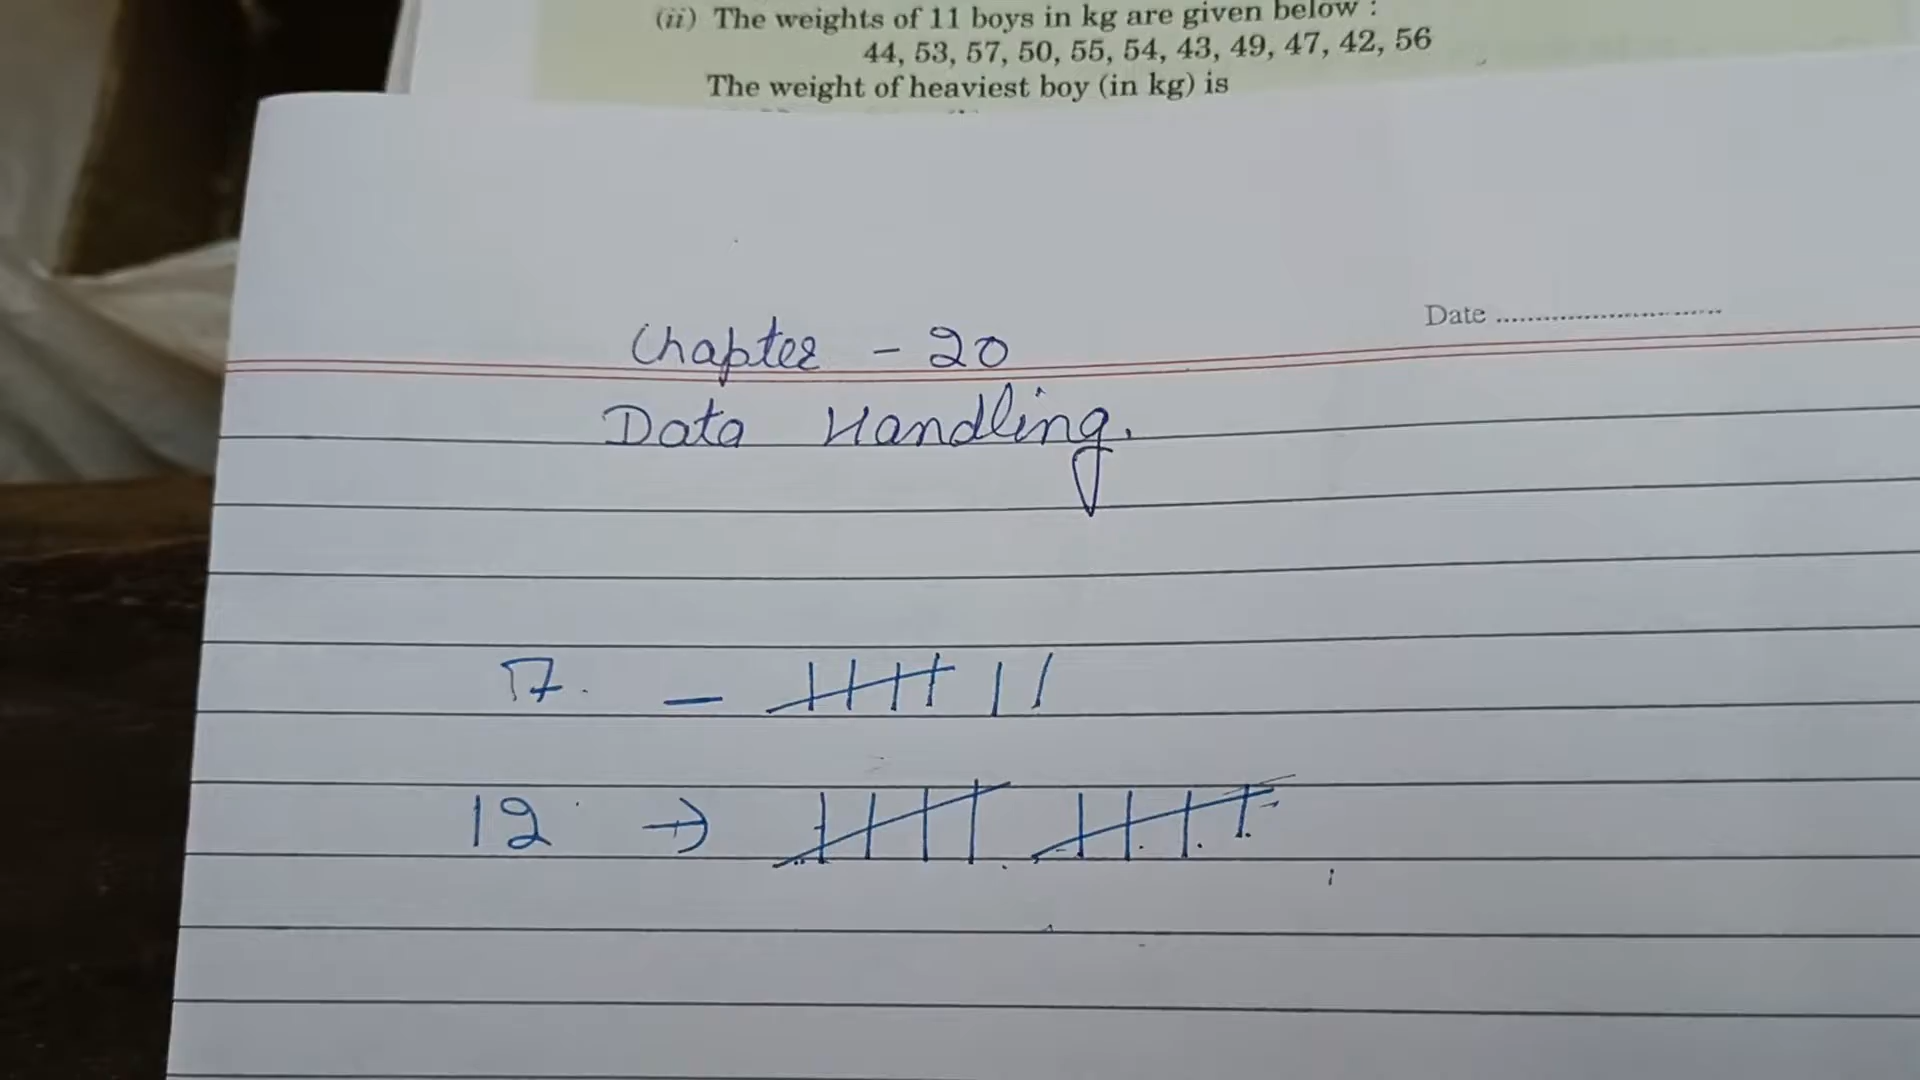 (ii) The weights of 11 boys in kg are given below :
44, 53, 57, 50, 55, 54, 43, 49, 47, 42, 56
The weight of heaviest boy (in kg) is
Date ..............................
Chapter - 20
Data Handling.
7. - 𝍸 ||
12 → 𝍸 𝍸